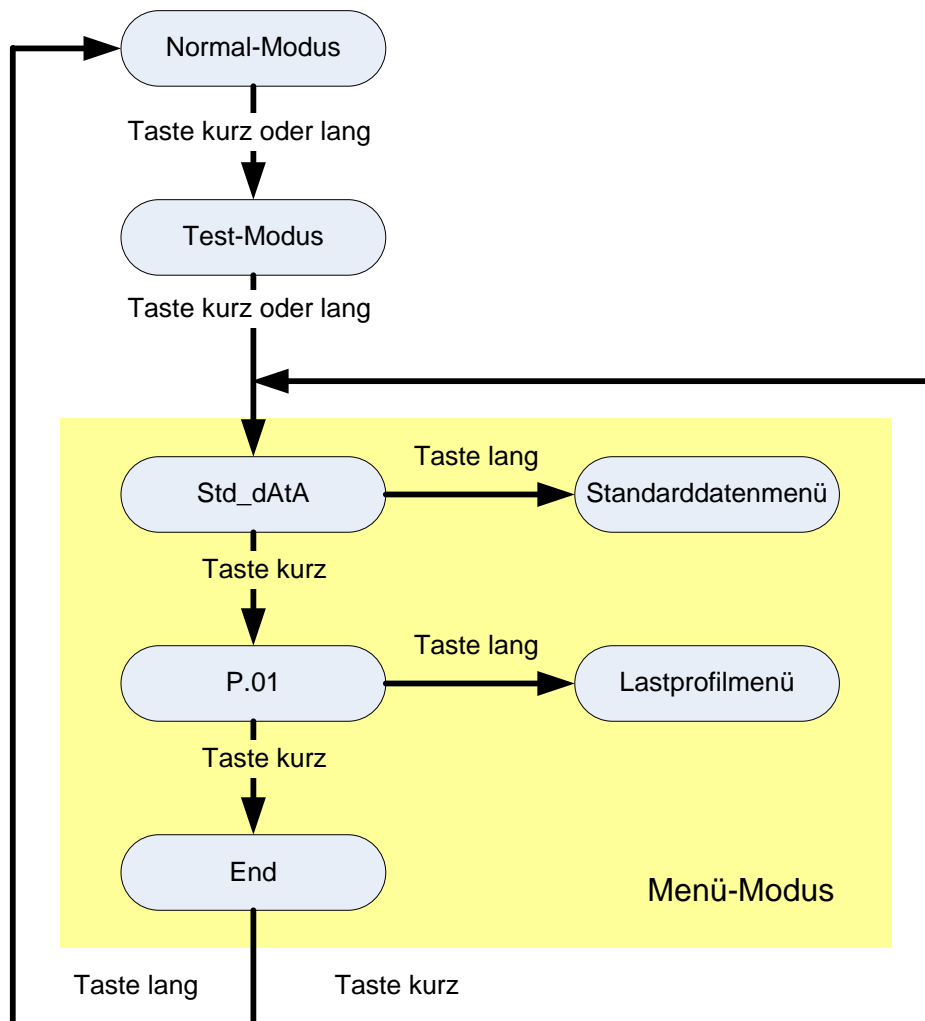 Normal-Modus
Taste kurz oder lang
Test-Modus
Taste kurz oder lang
Std_dAtA
Taste lang
Standarddatenmenü
Taste kurz
P.01
Taste lang
Lastprofilmenü
Taste kurz
End
Menü-Modus
Taste lang
Taste kurz